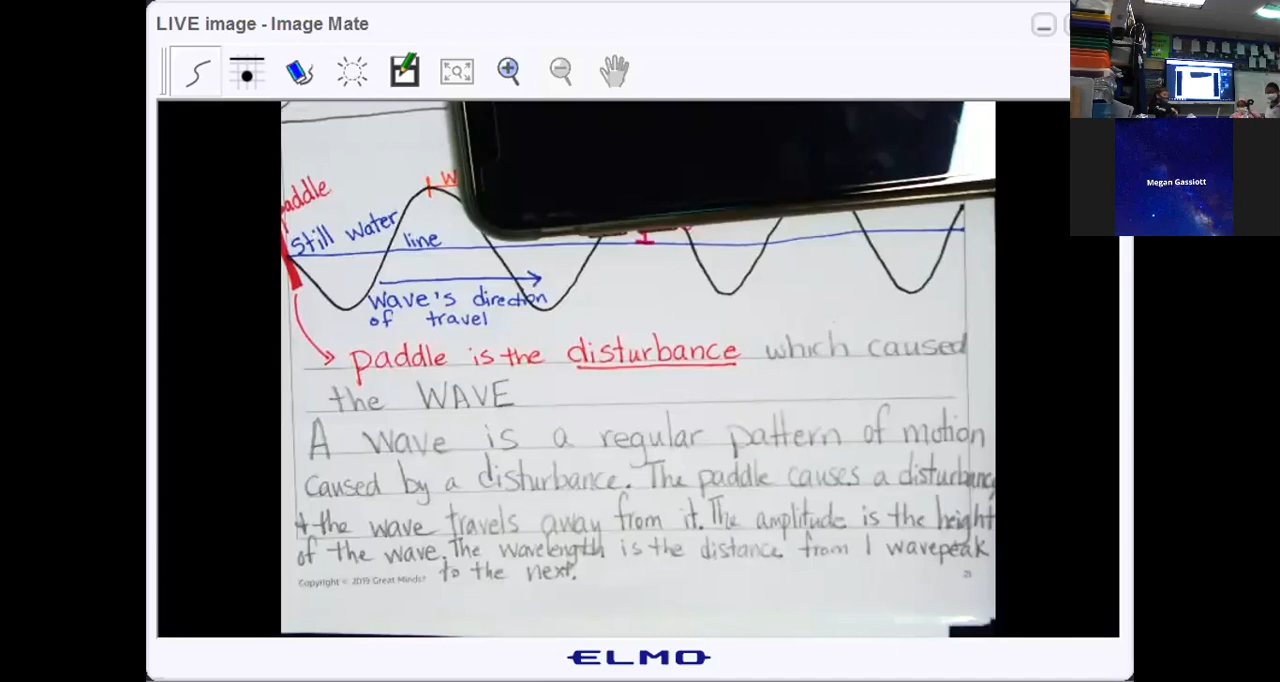 LIVE image - Image Mate
Megan Gassiott
paddle
W
Still water line
Wave's direction
of travel
paddle is the disturbance which caused
the WAVE
A wave is a regular pattern of motion
caused by a disturbance. The paddle causes a disturbanc
+ the wave travels away from it. The amplitude is the height
of the wave. The wavelength is the distance from 1 wavepeak
to the next.
Copyright © 2019 Great Minds®
ELMO